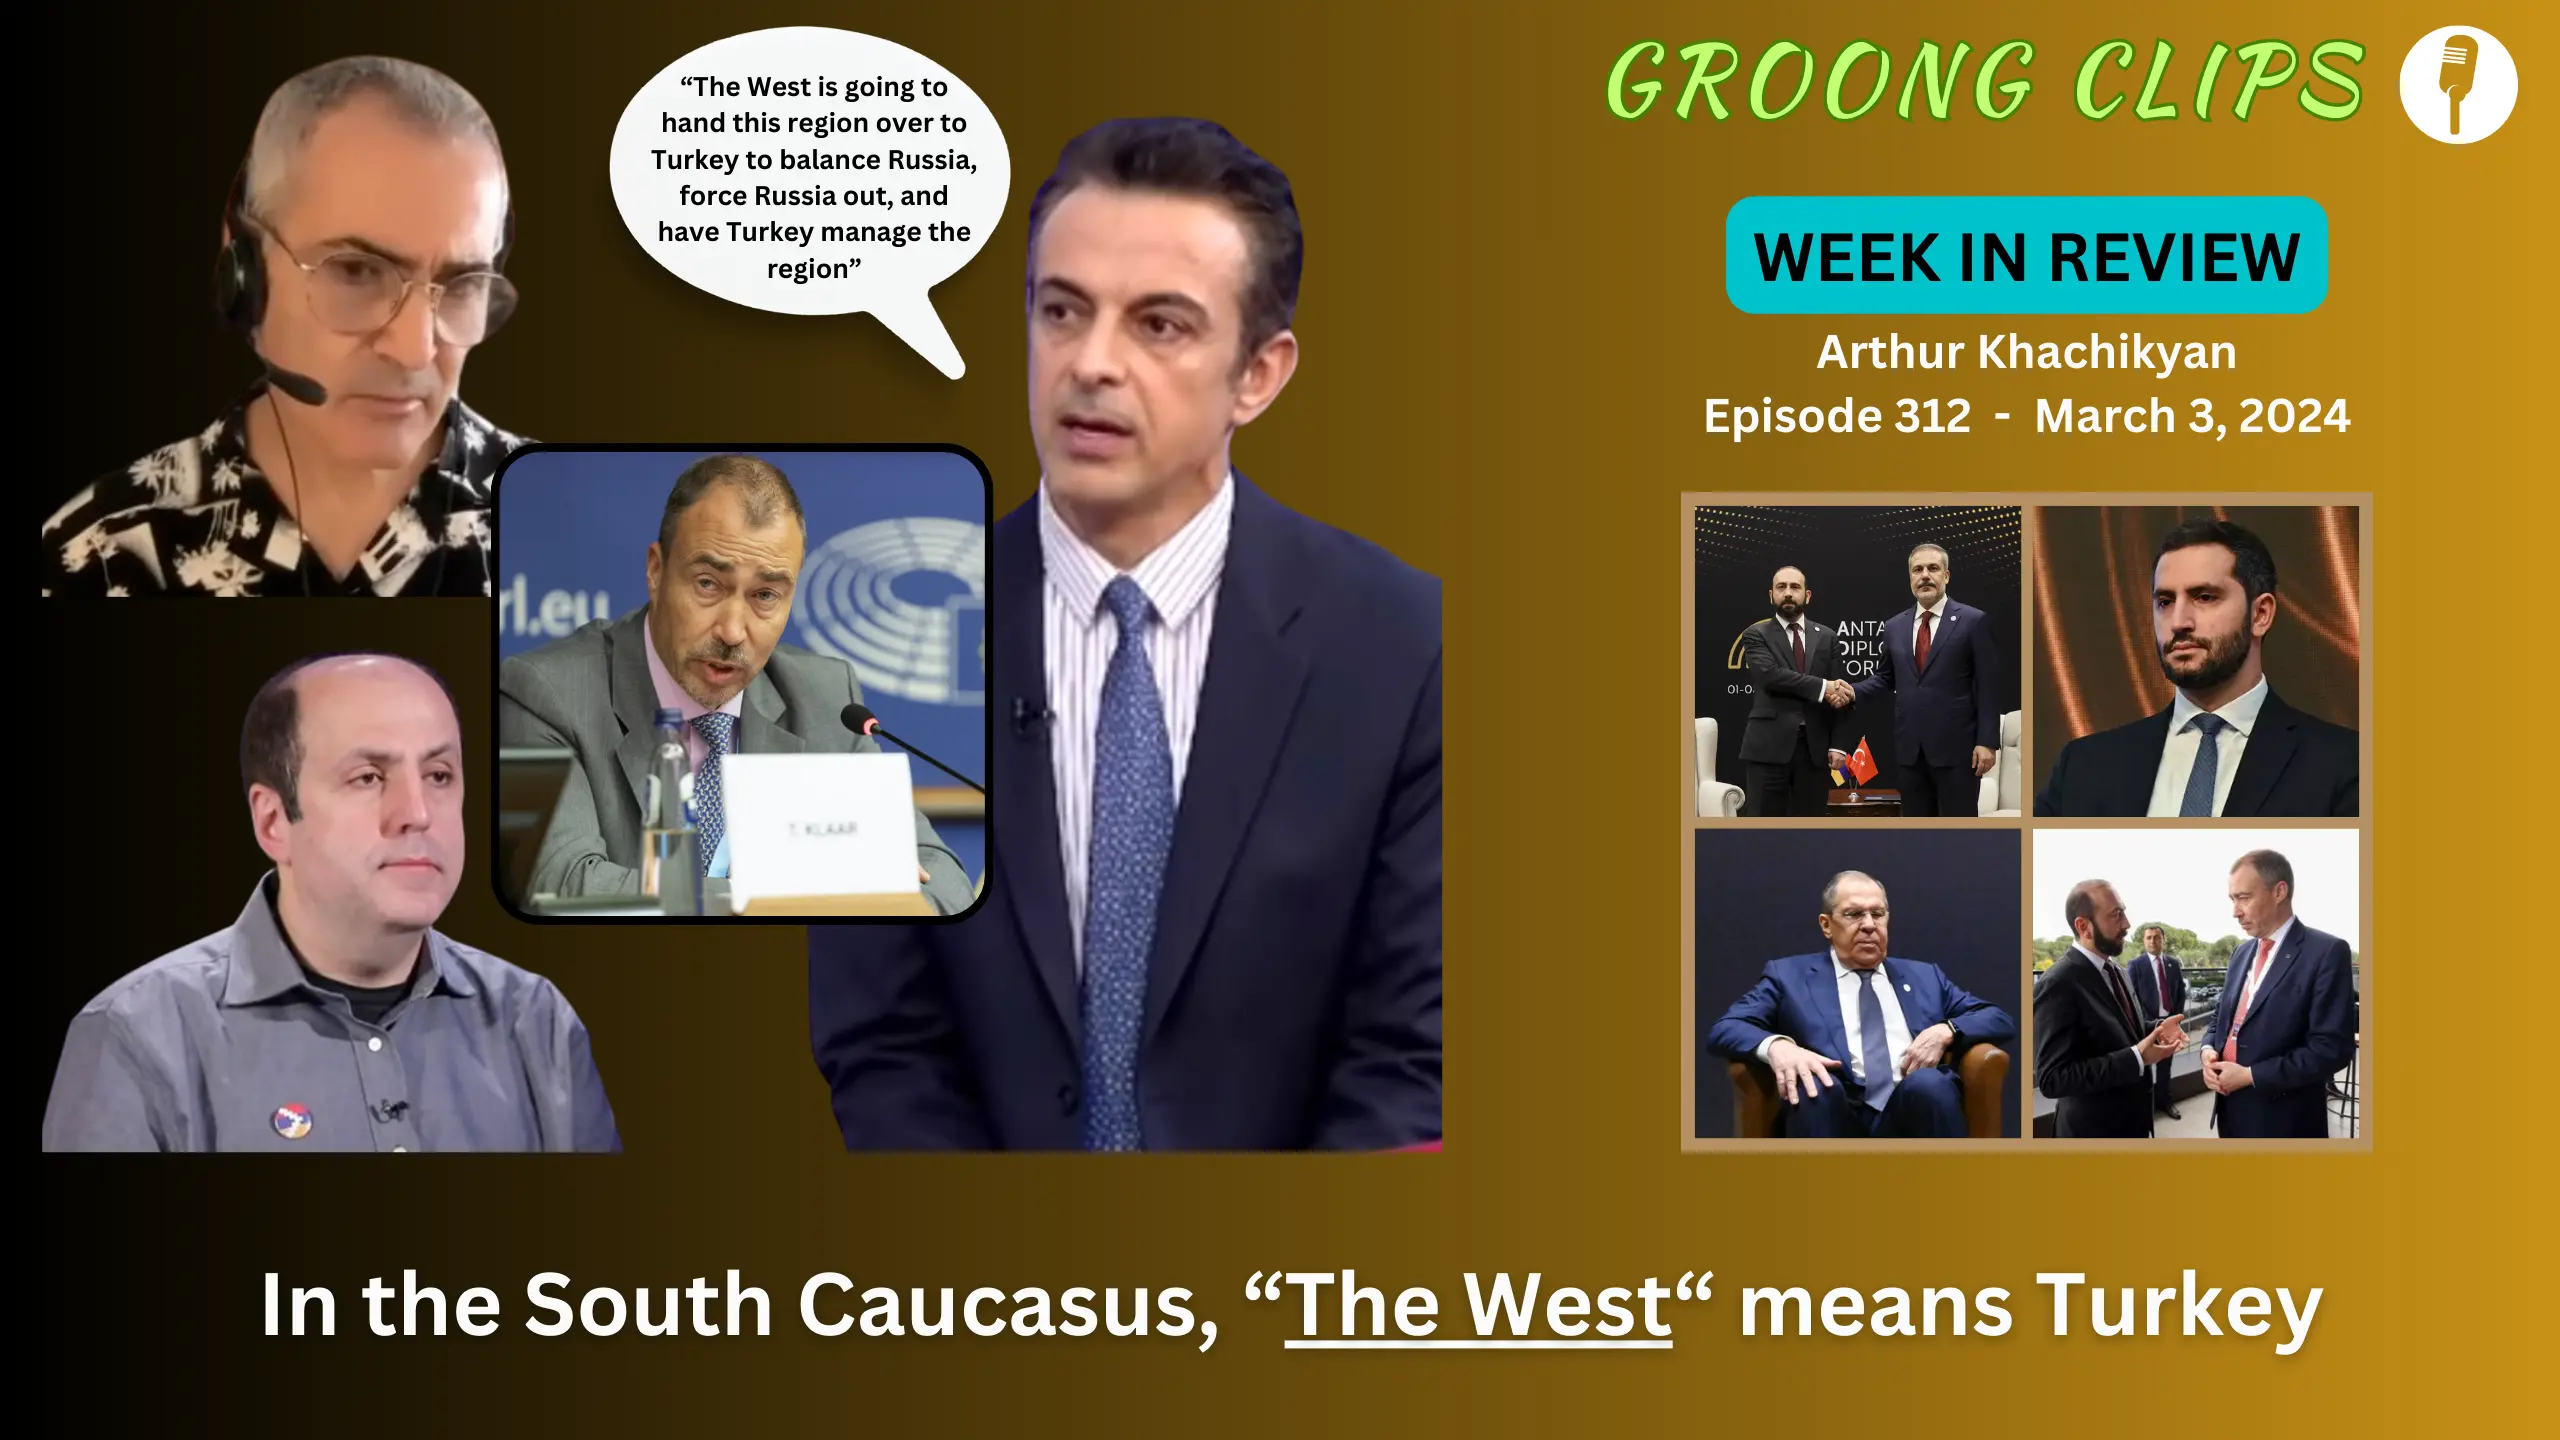 GROONG CLIPS
“The West is going to
hand this region over to
Turkey to balance Russia,
force Russia out, and
have Turkey manage the
region”
WEEK IN REVIEW
Arthur Khachikyan
Episode 312 - March 3, 2024
rl.eu
T. KLAAR
ANTA
DIPL
FOR
01-0
In the South Caucasus, “The West“ means Turkey